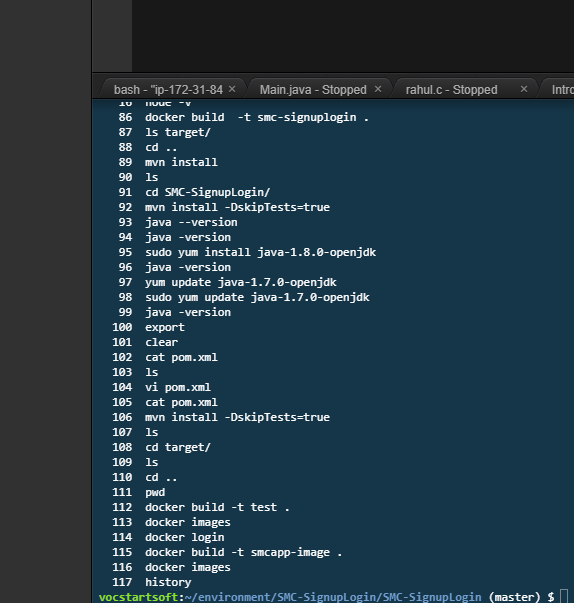 bash - "ip-172-31-84 × Main.java - Stopped × rahul.c - Stopped × Intro
16 node -v
86 docker build  -t smc-signuplogin .
87 ls target/
88 cd ..
89 mvn install
90 ls
91 cd SMC-SignupLogin/
92 mvn install -DskipTests=true
93 java --version
94 java -version
95 sudo yum install java-1.8.0-openjdk
96 java -version
97 yum update java-1.7.0-openjdk
98 sudo yum update java-1.7.0-openjdk
99 java -version
100 export
101 clear
102 cat pom.xml
103 ls
104 vi pom.xml
105 cat pom.xml
106 mvn install -DskipTests=true
107 ls
108 cd target/
109 ls
110 cd ..
111 pwd
112 docker build -t test .
113 docker images
114 docker login
115 docker build -t smcapp-image .
116 docker images
117 history
vocstartsoft:~/environment/SMC-SignupLogin/SMC-SignupLogin (master) $